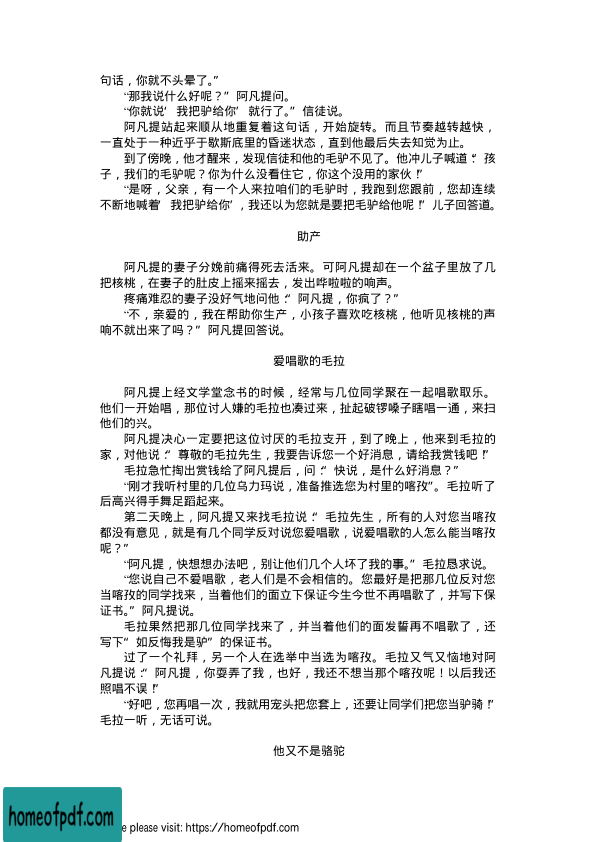 句话，你就不头晕了。”
“那我说什么好呢？”阿凡提问。
“你就说’我把驴给你’就行了。”信徒说。
阿凡提站起来顺从地重复着这句话，开始旋转。而且节奏越转越快，
一直处于一种近乎于歇斯底里的昏迷状态，直到他最后失去知觉为止。
到了傍晚，他才醒来，发现信徒和他的毛驴不见了。他冲儿子喊道：“孩
子，我们的毛驴呢？你为什么没看住它，你这个没用的家伙！”
“是呀，父亲，有一个人来拉咱们的毛驴时，我跑到您跟前，您却连续
不断地喊着’我把驴给你’，我还以为您就是要把毛驴给他呢！”儿子回答道。
助产
阿凡提的妻子分娩前痛得死去活来。可阿凡提却在一个盆子里放了几
把核桃，在妻子的肚皮上摇来摇去，发出哗啦啦的响声。
疼痛难忍的妻子没好气地问他：“阿凡提，你疯了？”
“不，亲爱的，我在帮助你生产，小孩子喜欢吃核桃，他听见核桃的声
响不就出来了吗？”阿凡提回答说。
爱唱歌的毛拉
阿凡提上经文学堂念书的时候，经常与几位同学聚在一起唱歌取乐。
他们一开始唱，那位讨人嫌的毛拉也凑过来，扯起破锣嗓子瞎唱一通，来扫
他们的兴。
阿凡提决心一定要把这位讨厌的毛拉支开，到了晚上，他来到毛拉的
家，对他说：“尊敬的毛拉先生，我要告诉您一个好消息，请给我赏钱吧！”
毛拉急忙掏出赏钱给了阿凡提后，问：“快说，是什么好消息？”
“刚才我听村里的几位乌力玛说，准备推选您为村里的喀孜”。毛拉听了
后高兴得手舞足蹈起来。
第二天晚上，阿凡提又来找毛拉说：“毛拉先生，所有的人对您当喀孜
都没有意见，就是有几个同学反对说您爱唱歌，说爱唱歌的人怎么能当喀孜
呢？”
“阿凡提，快想想办法吧，别让他们几个人坏了我的事。”毛拉恳求说。
“您说自己不爱唱歌，老人们是不会相信的。您最好是把那几位反对您
当喀孜的同学找来，当着他们的面立下保证今生今世不再唱歌了，并写下保
证书。”阿凡提说。
毛拉果然把那几位同学找来了，并当着他们的面发誓再不唱歌了，还
写下”如反悔我是驴”的保证书。
过了一个礼拜，另一个人在选举中当选为喀孜。毛拉又气又恼地对阿
凡提说：“阿凡提，你耍弄了我，也好，我还不想当那个喀孜呢！以后我还
照唱不误！”
“好吧，您再唱一次，我就用宠头把您套上，还要让同学们把您当驴骑！”
毛拉一听，无话可说。
他又不是骆驼
homeofpdf.com
e please visit: https://homeofpdf.com